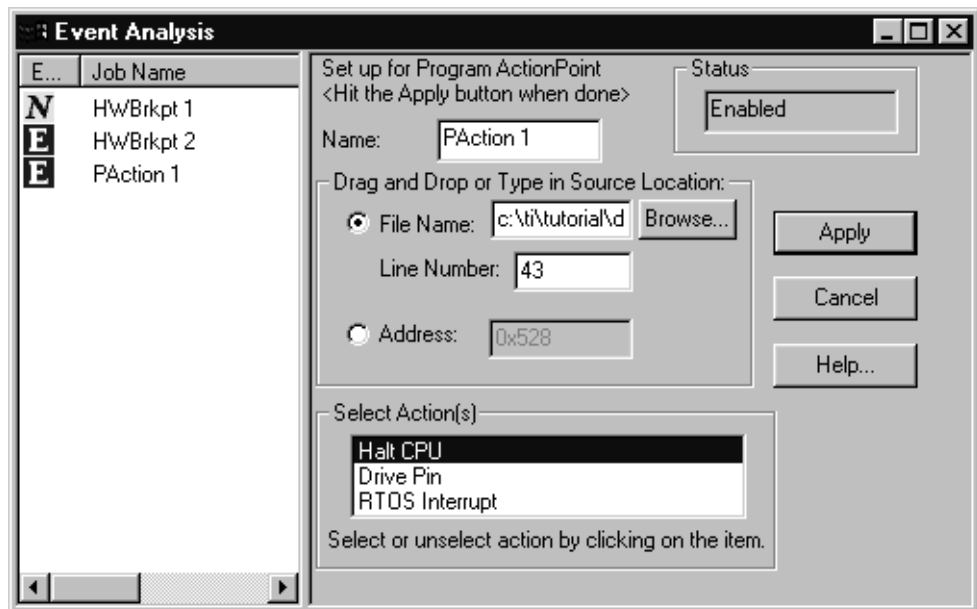 Event Analysis
E... Job Name
N HWBrkpt 1
E HWBrkpt 2
E PAction 1
Set up for Program ActionPoint
<Hit the Apply button when done>
Name: PAction 1
Status
Enabled
Drag and Drop or Type in Source Location:
File Name: c:\ti\tutorial\d Browse...
Line Number: 43
Address: 0x528
Apply
Cancel
Help...
Select Action(s)
Halt CPU
Drive Pin
RTOS Interrupt
Select or unselect action by clicking on the item.